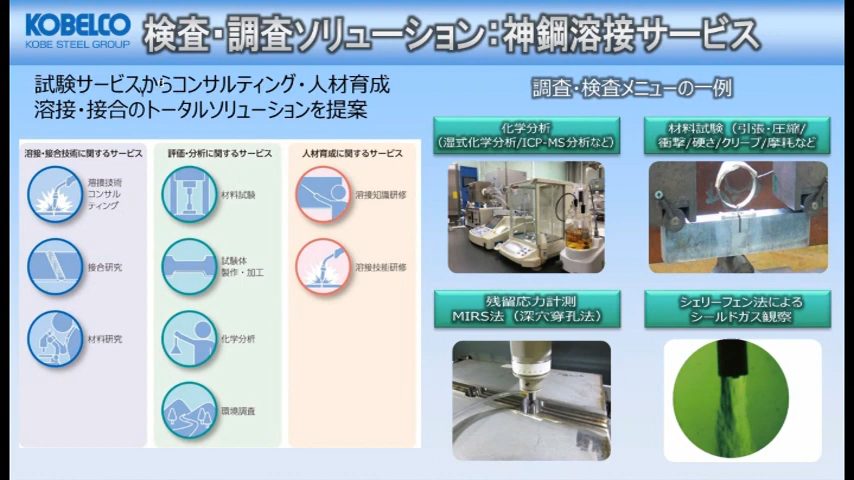 KOBELCO
KOBE STEEL GROUP
検査・調査ソリューション：神鋼溶接サービス
試験サービスからコンサルティング・人材育成
溶接・接合のトータルソリューションを提案
溶接・接合技術に関するサービス
溶接技術
コンサル
ティング
接合研究
材料研究
評価・分析に関するサービス
材料試験
試験体
製作・加工
化学分析
環境調査
人材育成に関するサービス
溶接知識研修
溶接技能研修
調査・検査メニューの一例
化学分析
（湿式化学分析/ICP-MS分析など）
材料試験（引張・圧縮/
衝撃/硬さ/クリープ/摩耗など
残留応力計測
MIRS法（深穴穿孔法）
シェリーフェン法による
シールドガス観察